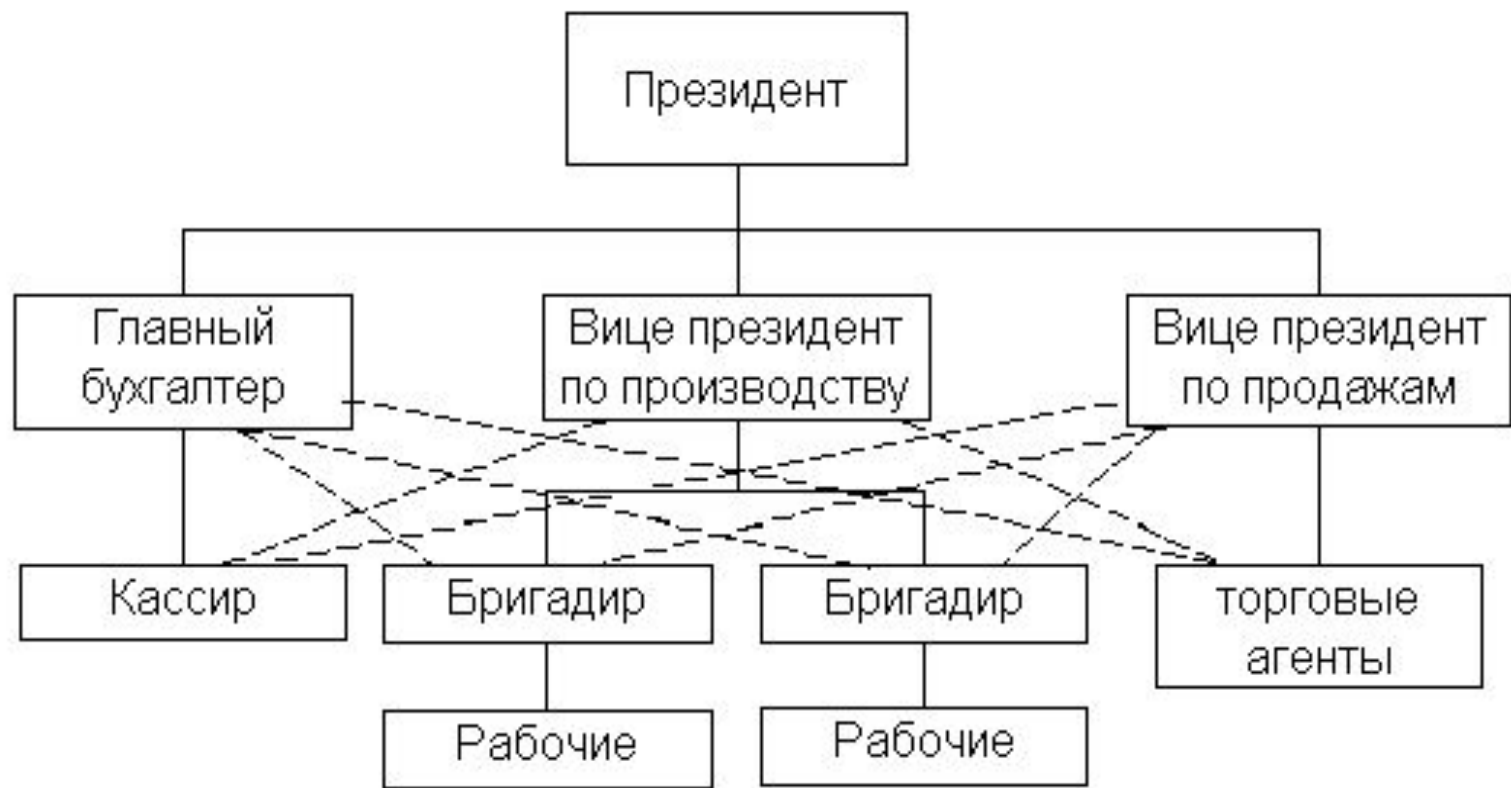 Президент
Главный
бухгалтер
Вице президент
по производству
Вице президент
по продажам
Кассир
Бригадир
Бригадир
торговые
агенты
Рабочие
Рабочие